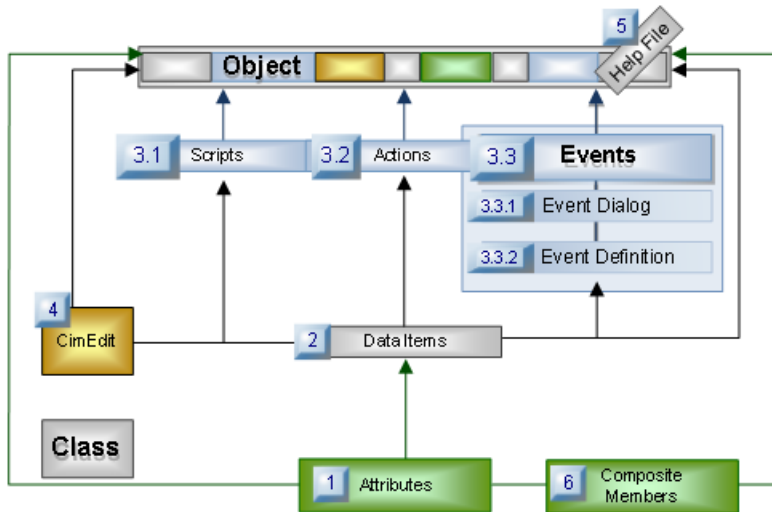 5
Help File
Object
3.1 Scripts
3.2 Actions
3.3 Events
3.3.1 Event Dialog
3.3.2 Event Definition
4
CimEdit
2 Data Items
Class
1 Attributes
6 Composite
Members